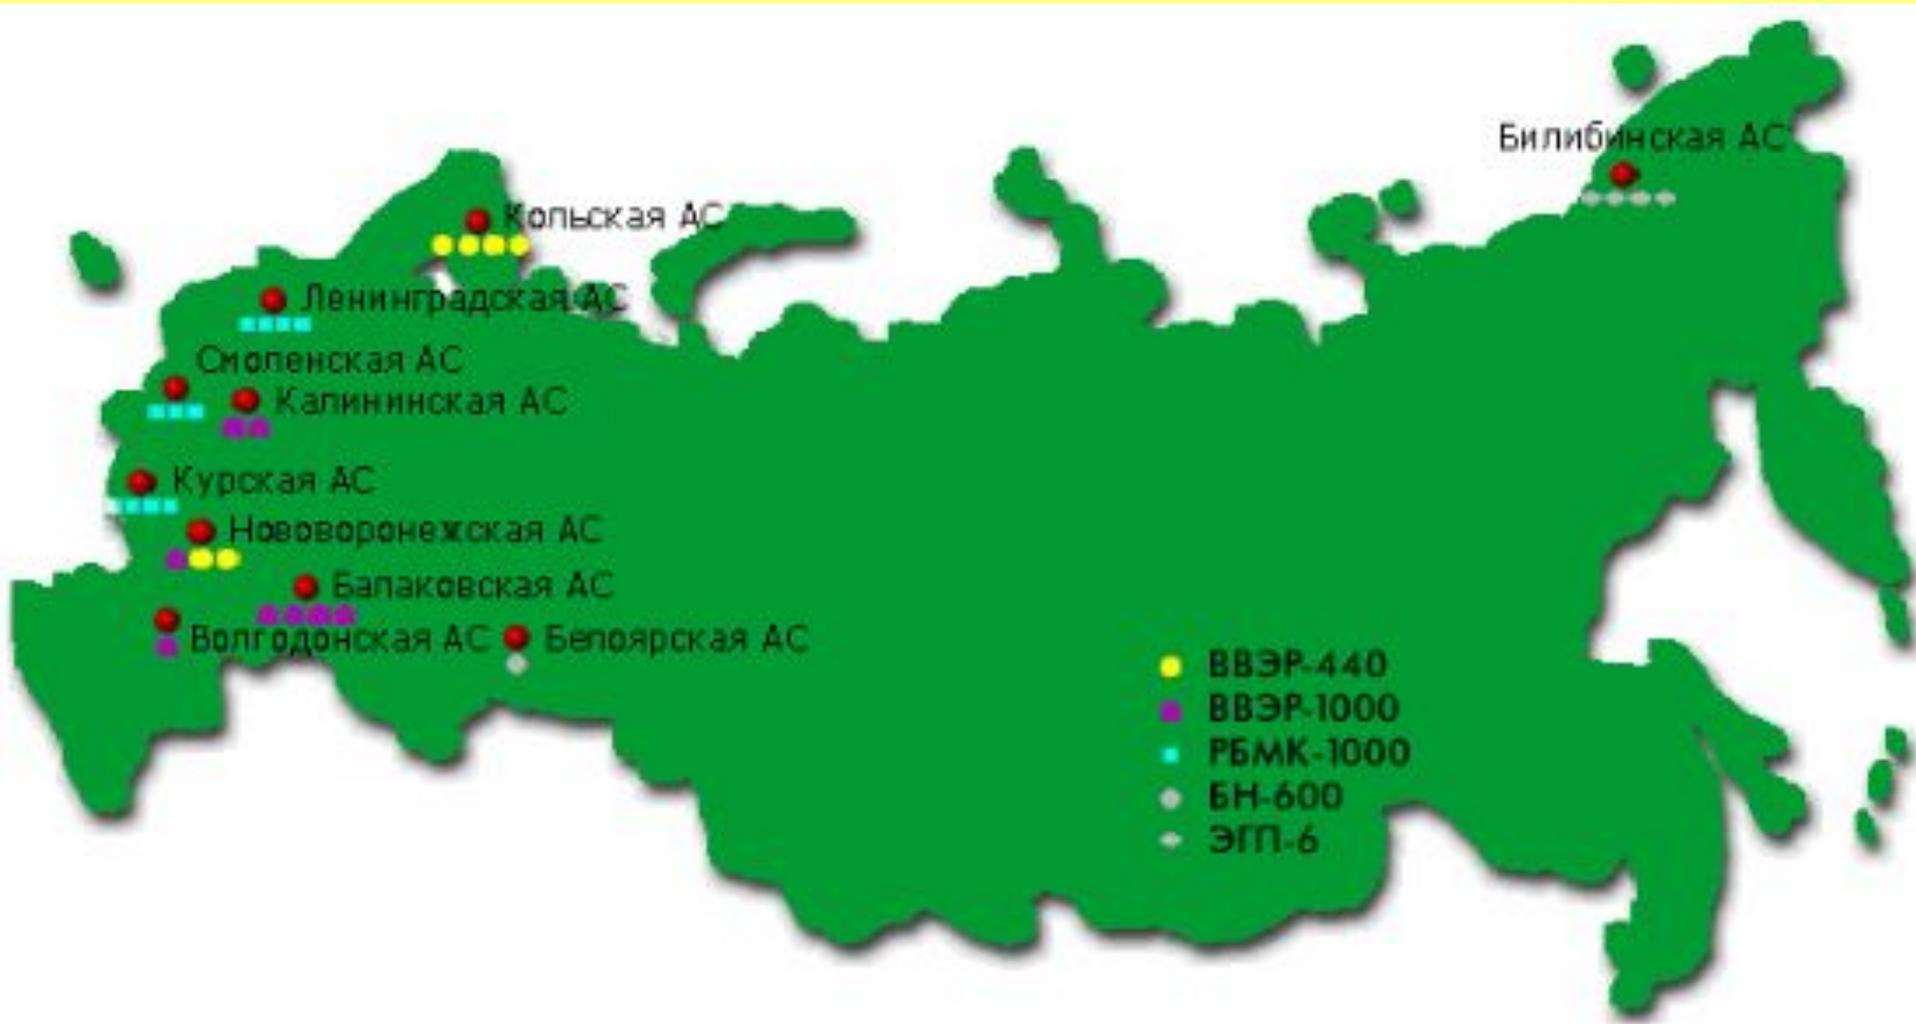 Билибинская АС
Кольская АС
Ленинградская АС
Смоленская АС
Калининская АС
Курская АС
Нововоронежская АС
Балаковская АС
Волгодонская АС
Белоярская АС
ВВЭР-440
ВВЭР-1000
РБМК-1000
БН-600
ЭГП-6